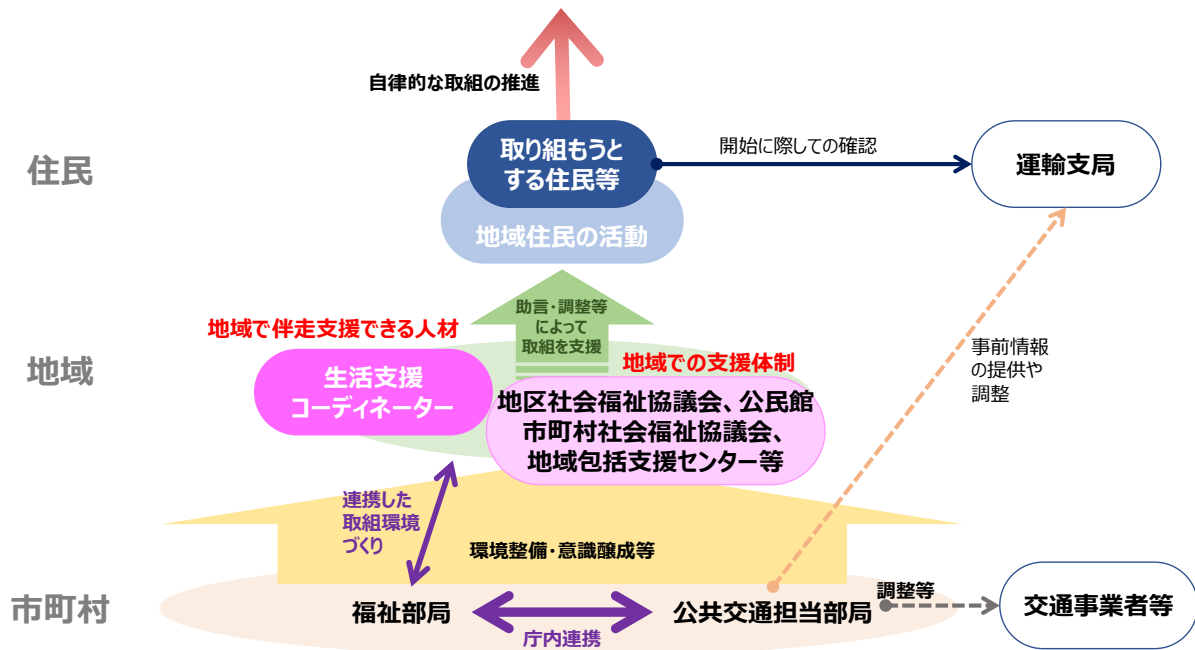 自律的な取組の推進
住民
取り組もうと
する住民等
開始に際しての確認
運輸支局
地域住民の活動
助言・調整等
によって
取組を支援
地域で伴走支援できる人材
地域での支援体制
地域
生活支援
コーディネーター
地区社会福祉協議会、公民館
市町村社会福祉協議会、
地域包括支援センター等
事前情報
の提供や
調整
連携した
取組環境
づくり
環境整備・意識醸成等
市町村
福祉部局
庁内連携
公共交通担当部局
調整等
交通事業者等